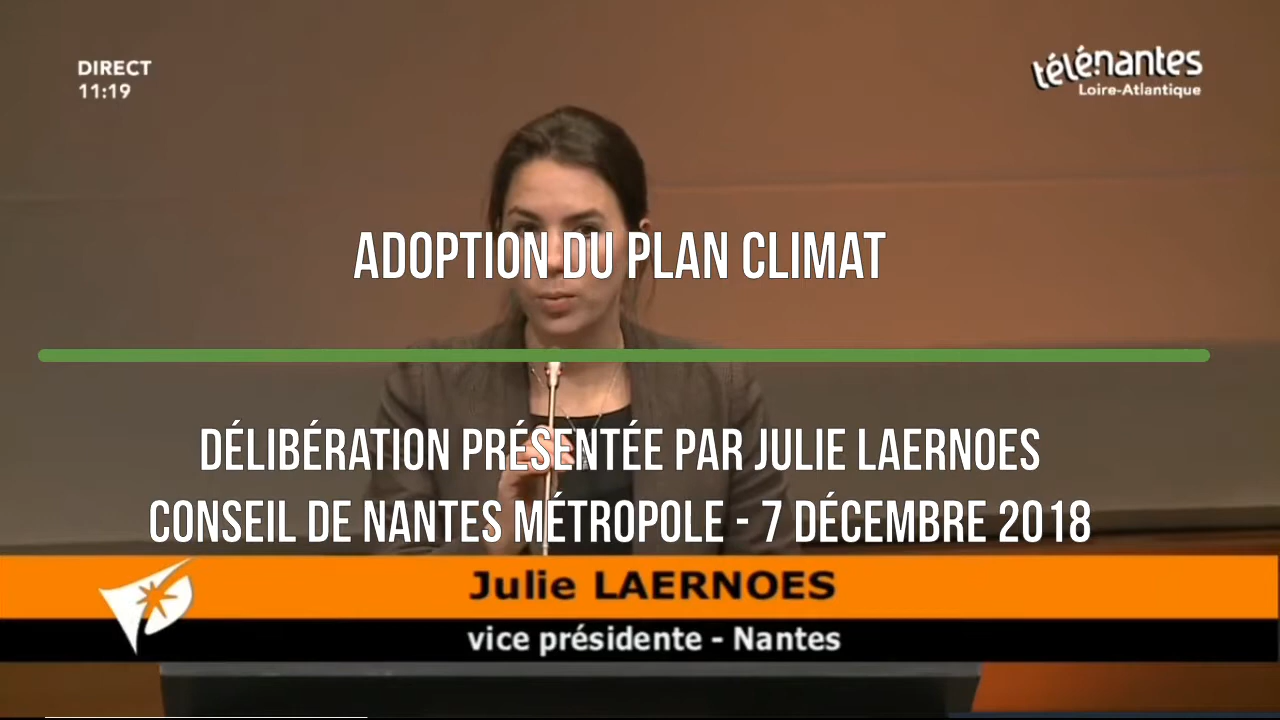 DIRECT
11:19
télénantes
Loire-Atlantique
ADOPTION DU PLAN CLIMAT
DÉLIBÉRATION PRÉSENTÉE PAR JULIE LAERNOES
CONSEIL DE NANTES MÉTROPOLE - 7 DÉCEMBRE 2018
Julie LAERNOES
vice présidente - Nantes